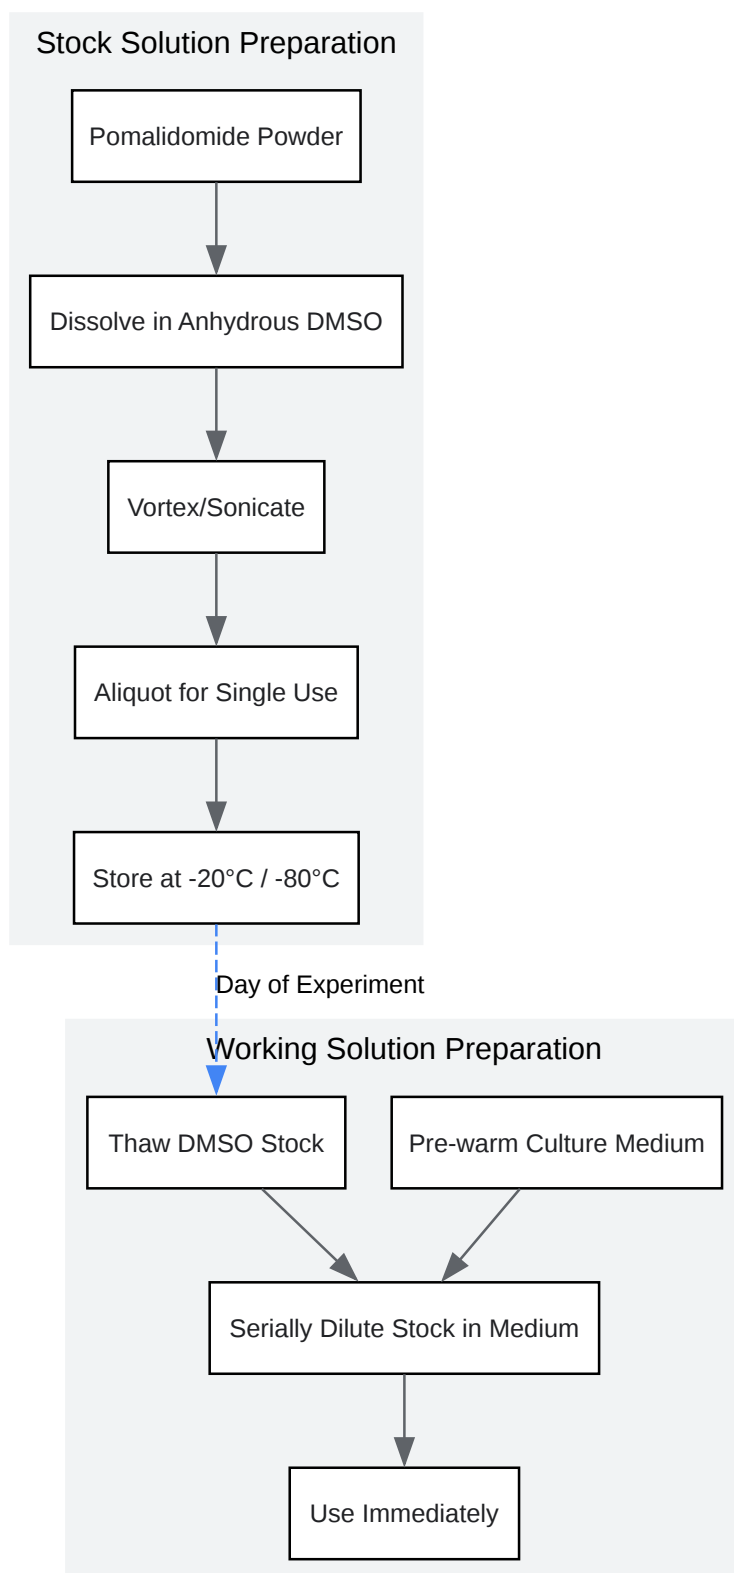 Stock Solution Preparation
Pomalidomide Powder
Dissolve in Anhydrous DMSO
Vortex/Sonicate
Aliquot for Single Use
Store at -20°C / -80°C
Day of Experiment
Working Solution Preparation
Thaw DMSO Stock
Pre-warm Culture Medium
Serially Dilute Stock in Medium
Use Immediately